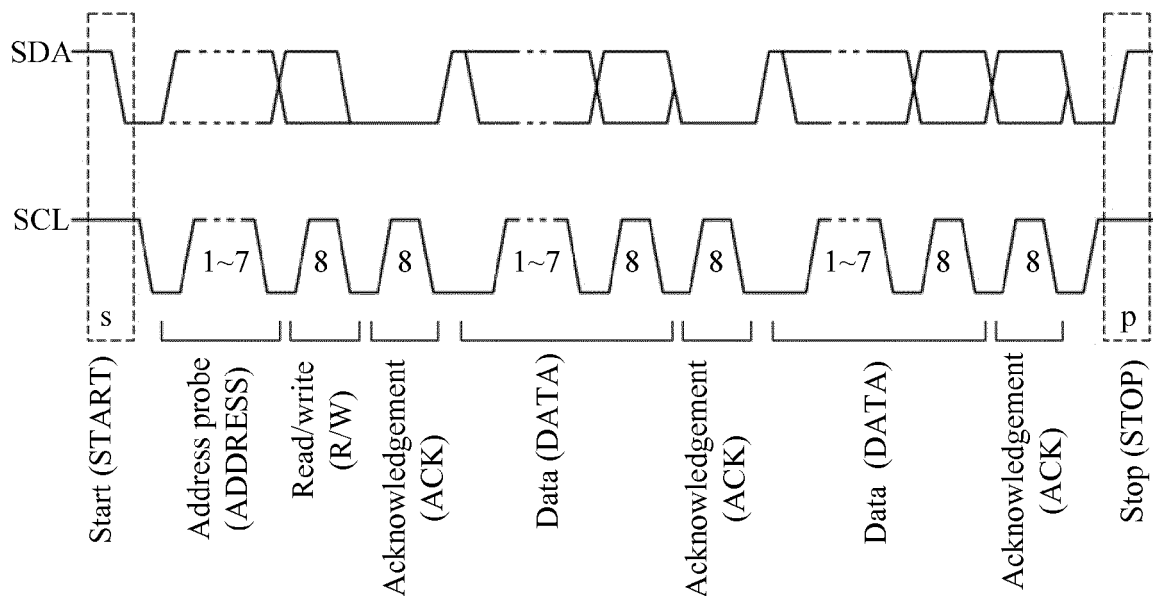 SDA
SCL
1~7
8
8
1~7
8
8
1~7
8
8
s
p
Start (START)
Address probe
(ADDRESS)
Read/write
(R/W)
Acknowledgement
(ACK)
Data (DATA)
Acknowledgement
(ACK)
Data (DATA)
Acknowledgement
(ACK)
Stop (STOP)